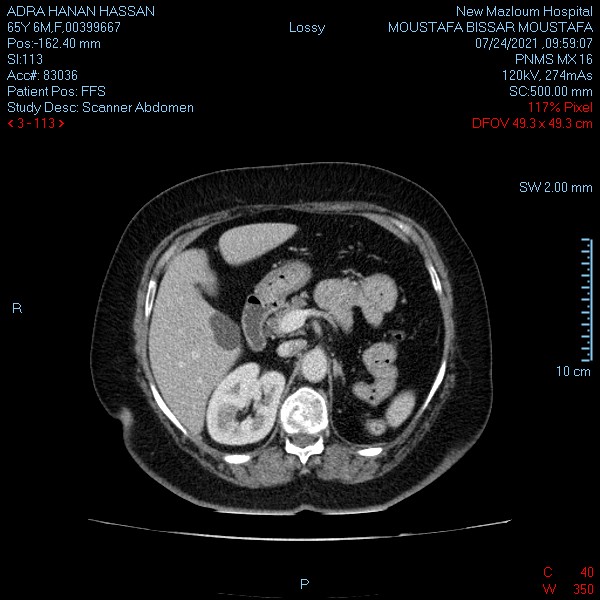 ADRA HANAN HASSAN
65Y 6M,F,00399667
Pos:-162.40 mm
SI:113
Acc#: 83036
Patient Pos: FFS
Study Desc: Scanner Abdomen
< 3 - 113 >
Lossy
New Mazloum Hospital
MOUSTAFA BISSAR MOUSTAFA
07/24/2021 ,09:59:07
PNMS MX 16
120kV, 274mAs
SC:500.00 mm
117% Pixel
DFOV 49.3 x 49.3 cm
SW 2.00 mm
R
10 cm
P
C 40
W 350